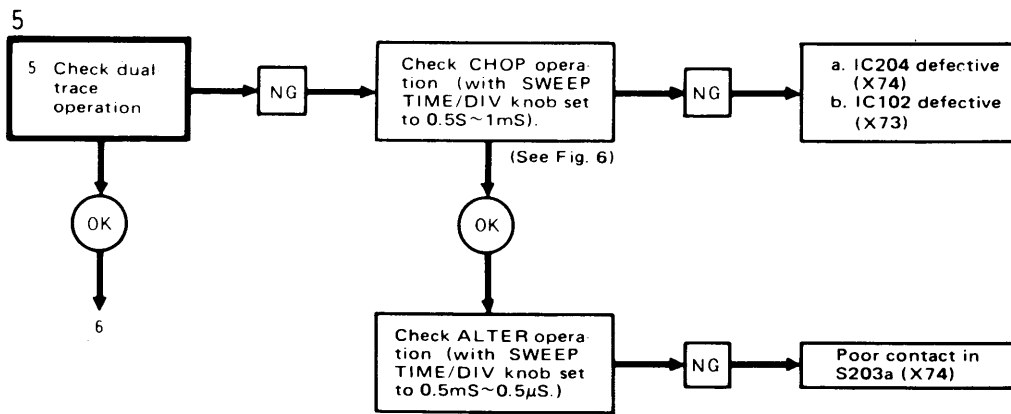 5
5 Check dual
trace
operation
NG
Check CHOP opera-
tion (with SWEEP
TIME/DIV knob set
to 0.5S~1mS).
(See Fig. 6)
NG
a. IC204 defective
(X74)
b. IC102 defective
(X73)
OK
6
OK
Check ALTER opera-
tion (with SWEEP
TIME/DIV knob set
to 0.5mS~0.5μS.)
NG
Poor contact in
S203a (X74)